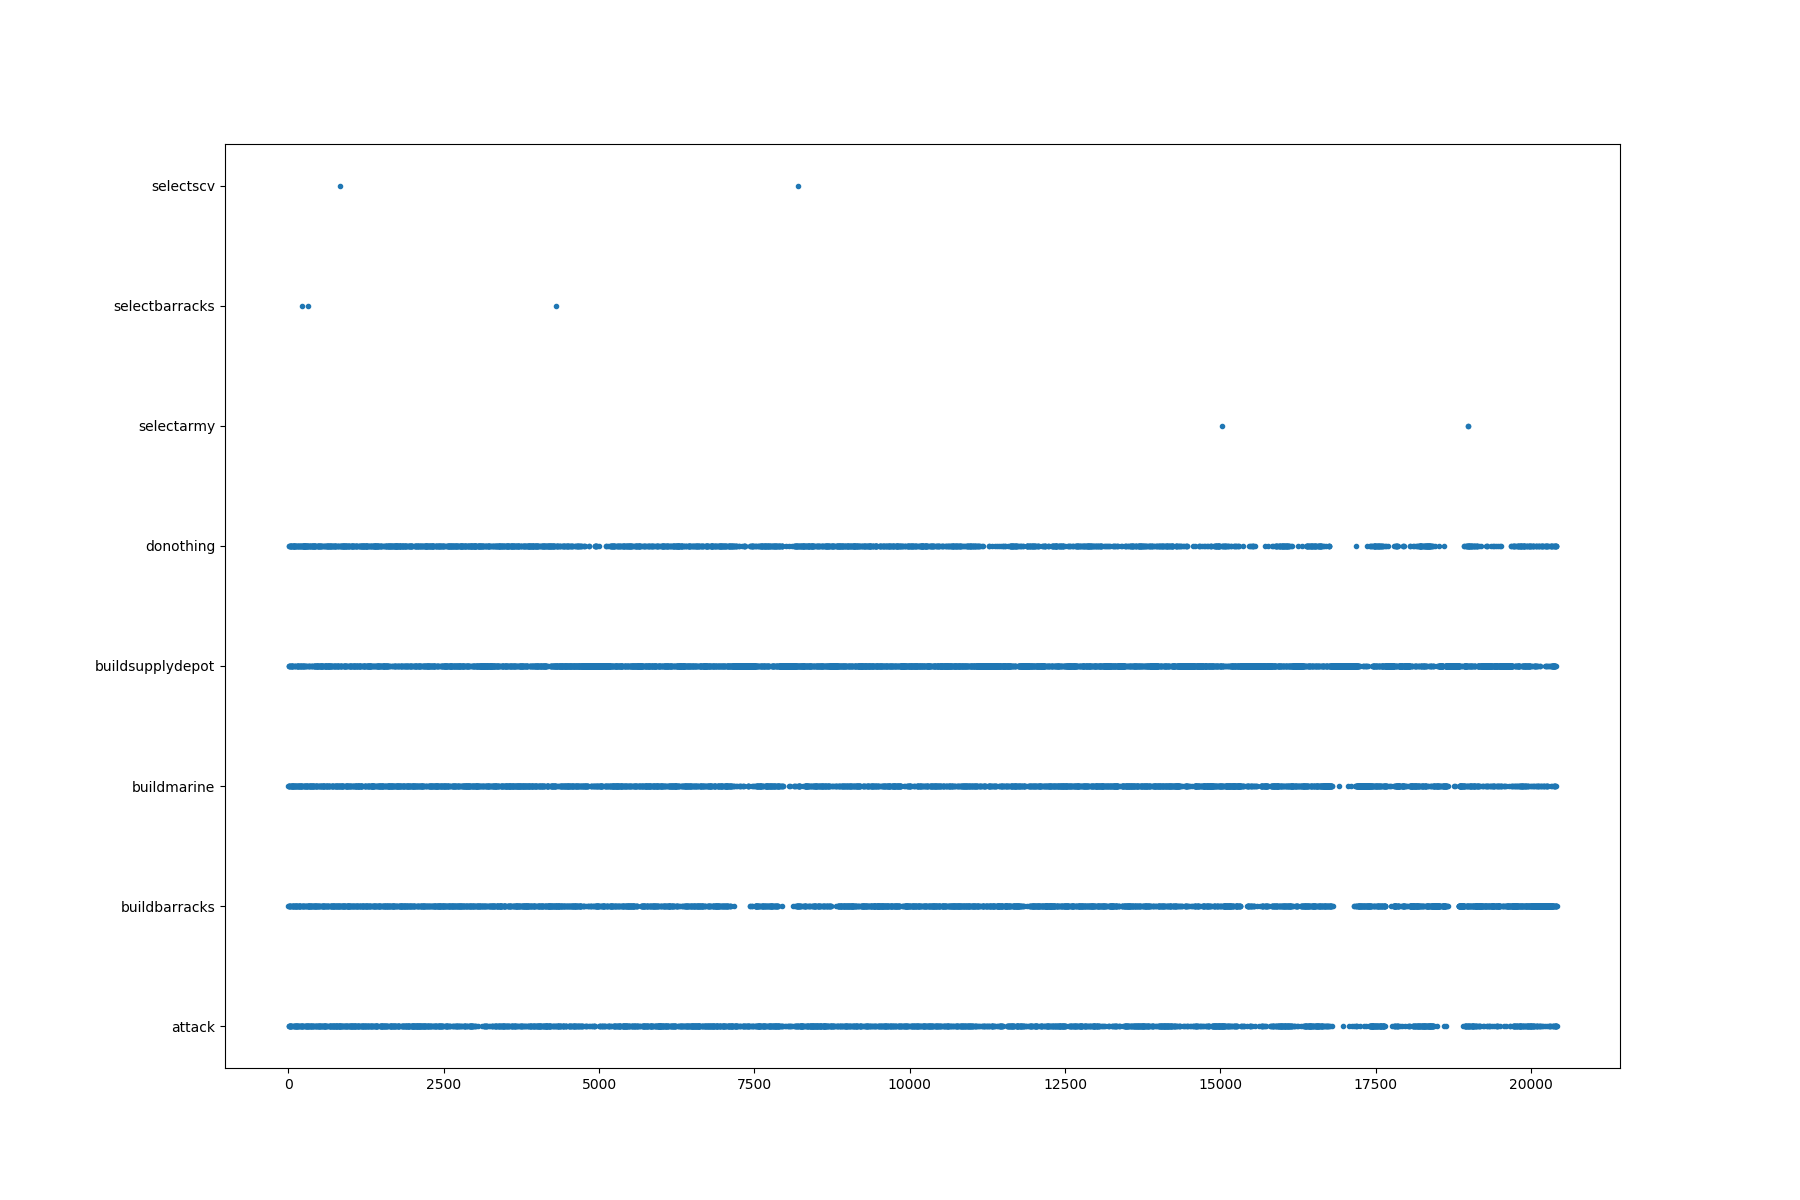 selectscv
selectbarracks
selectarmy
donothing
buildsupplydepot
buildmarine
buildbarracks
attack
0 2500 5000 7500 10000 12500 15000 17500 20000